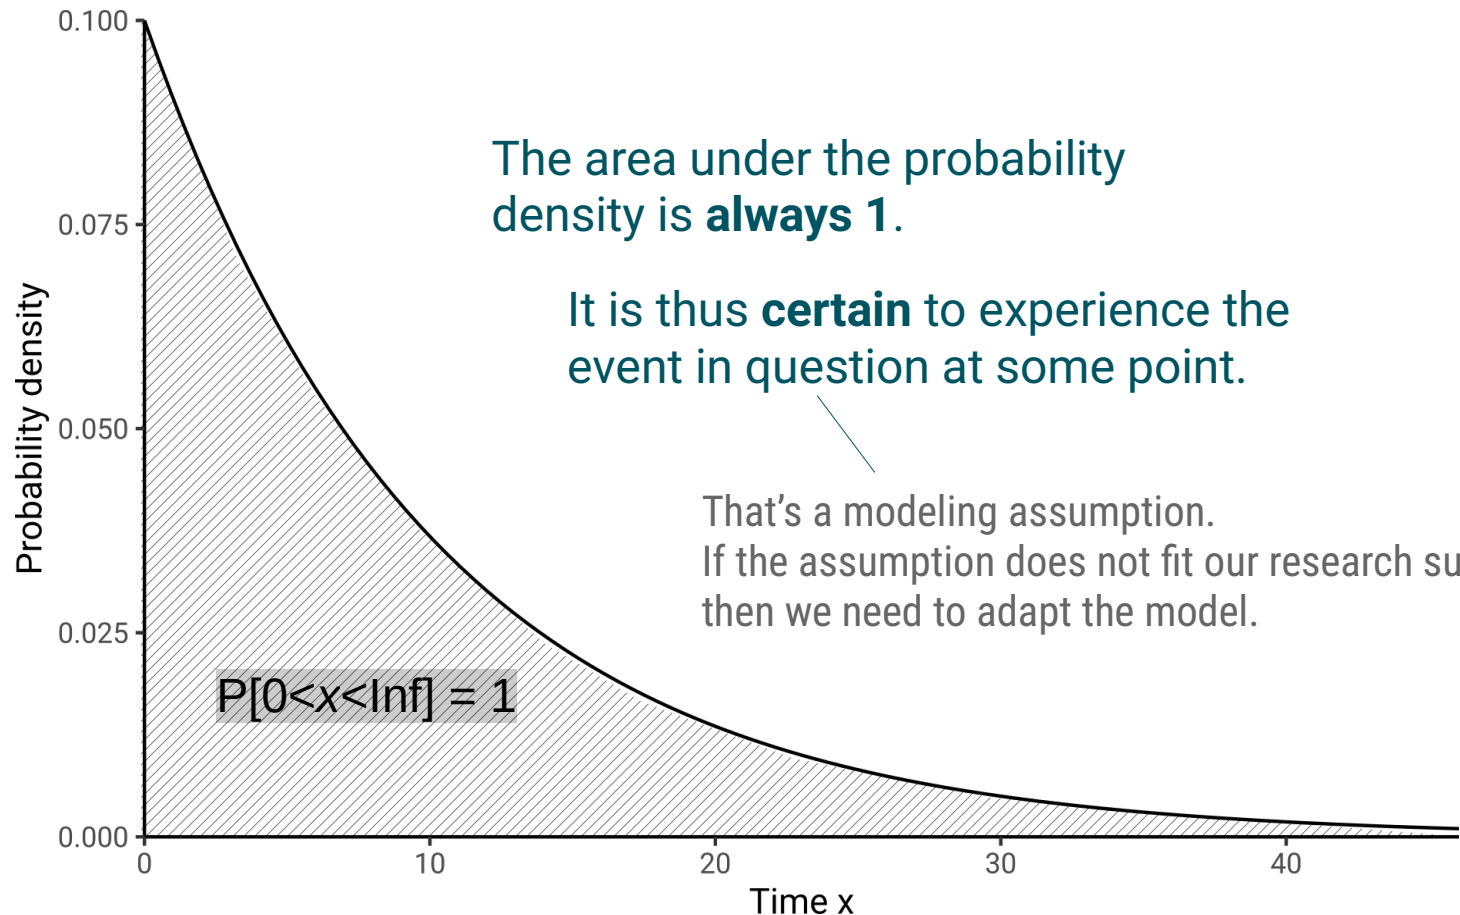 0.100
The area under the probability
density is always 1.
0.075
It is thus certain to experience the
event in question at some point.
Probability density
0.050
That’s a modeling assumption.
If the assumption does not fit our research su
then we need to adapt the model.
0.025
P[0<x<Inf] = 1
0.000
0 10 20 30 40
Time x